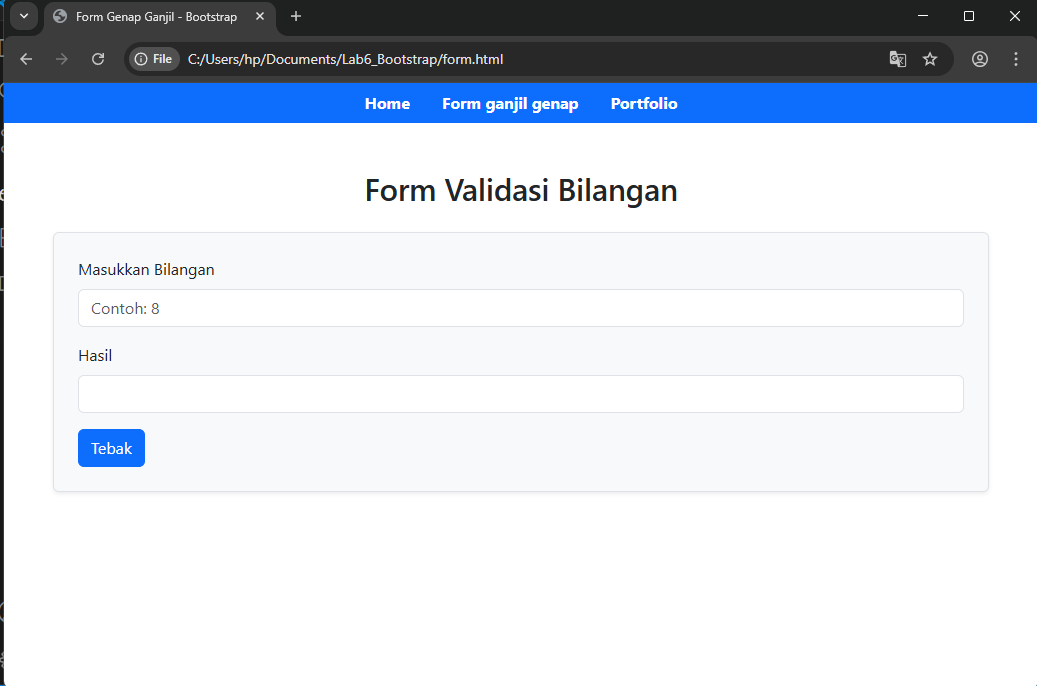 Form Genap Ganjil - Bootstrap
File C:/Users/hp/Documents/Lab6_Bootstrap/form.html
Home Form ganjil genap Portfolio
Form Validasi Bilangan
Masukkan Bilangan
Contoh: 8
Hasil
Tebak